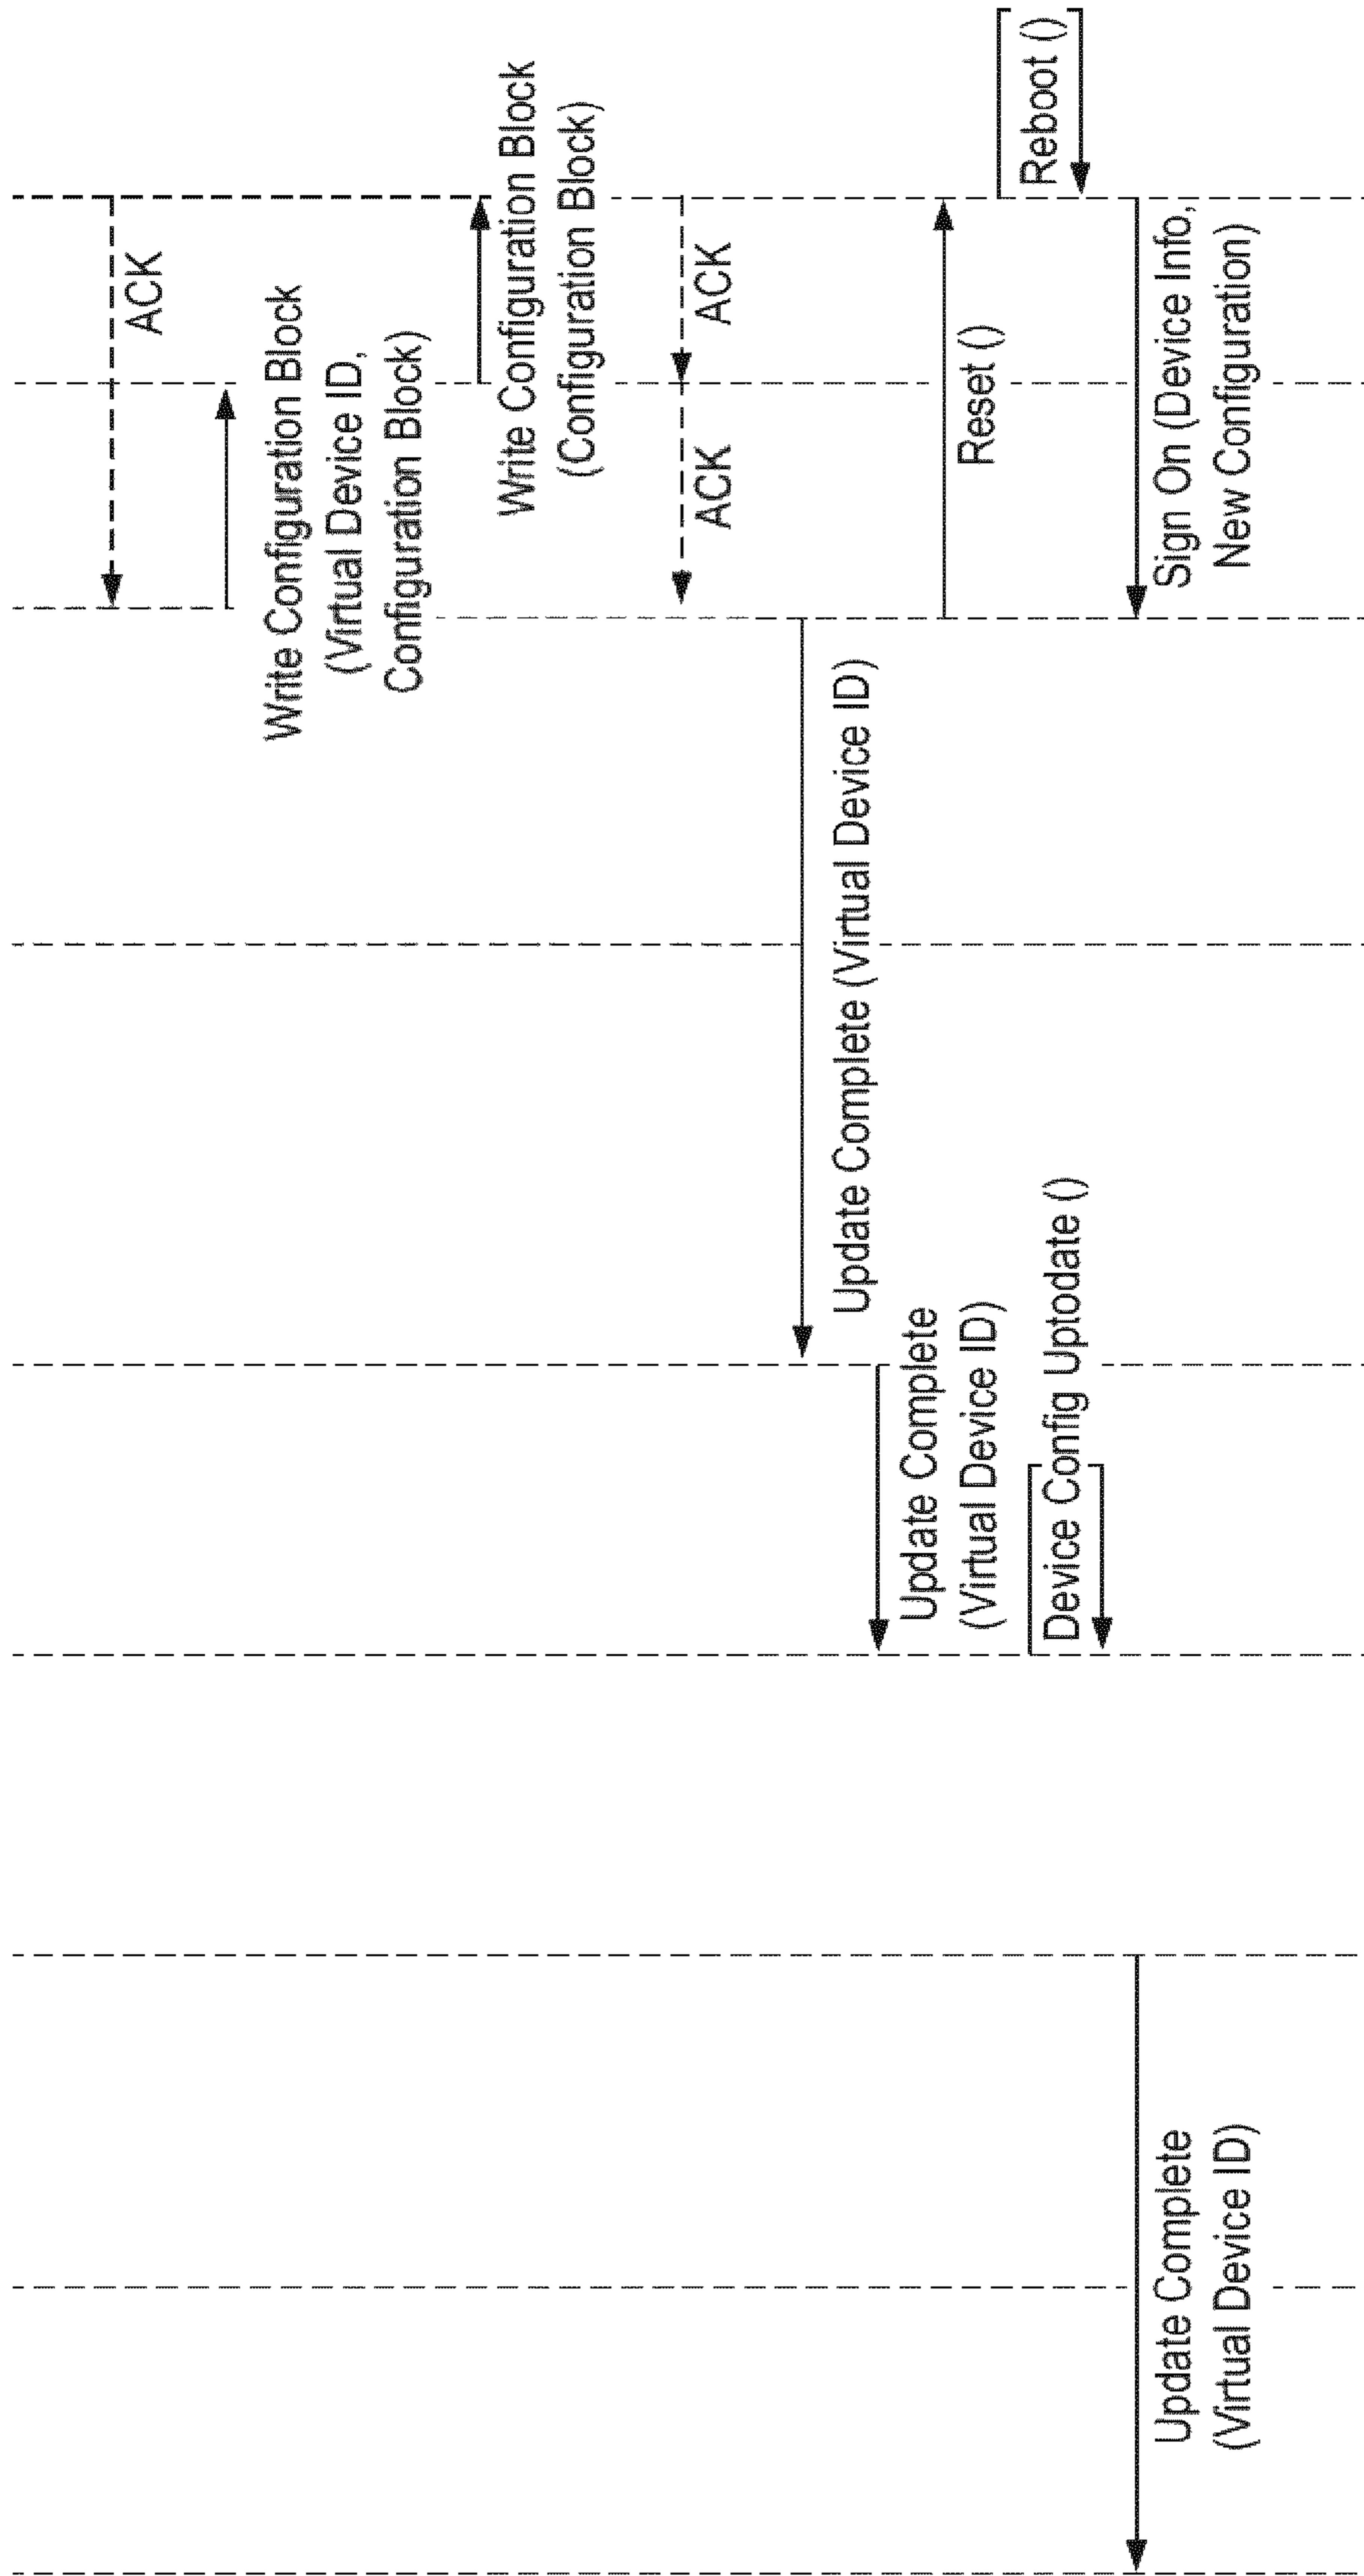 ACK
Write Configuration Block
(Virtual Device ID,
Configuration Block)
Write Configuration Block
(Configuration Block)
ACK
ACK
Update Complete (Virtual Device ID)
Update Complete
(Virtual Device ID)
Reset ()
Reboot ()
Device Config Uptodate ()
Sign On (Device Info,
New Configuration)
Update Complete
(Virtual Device ID)